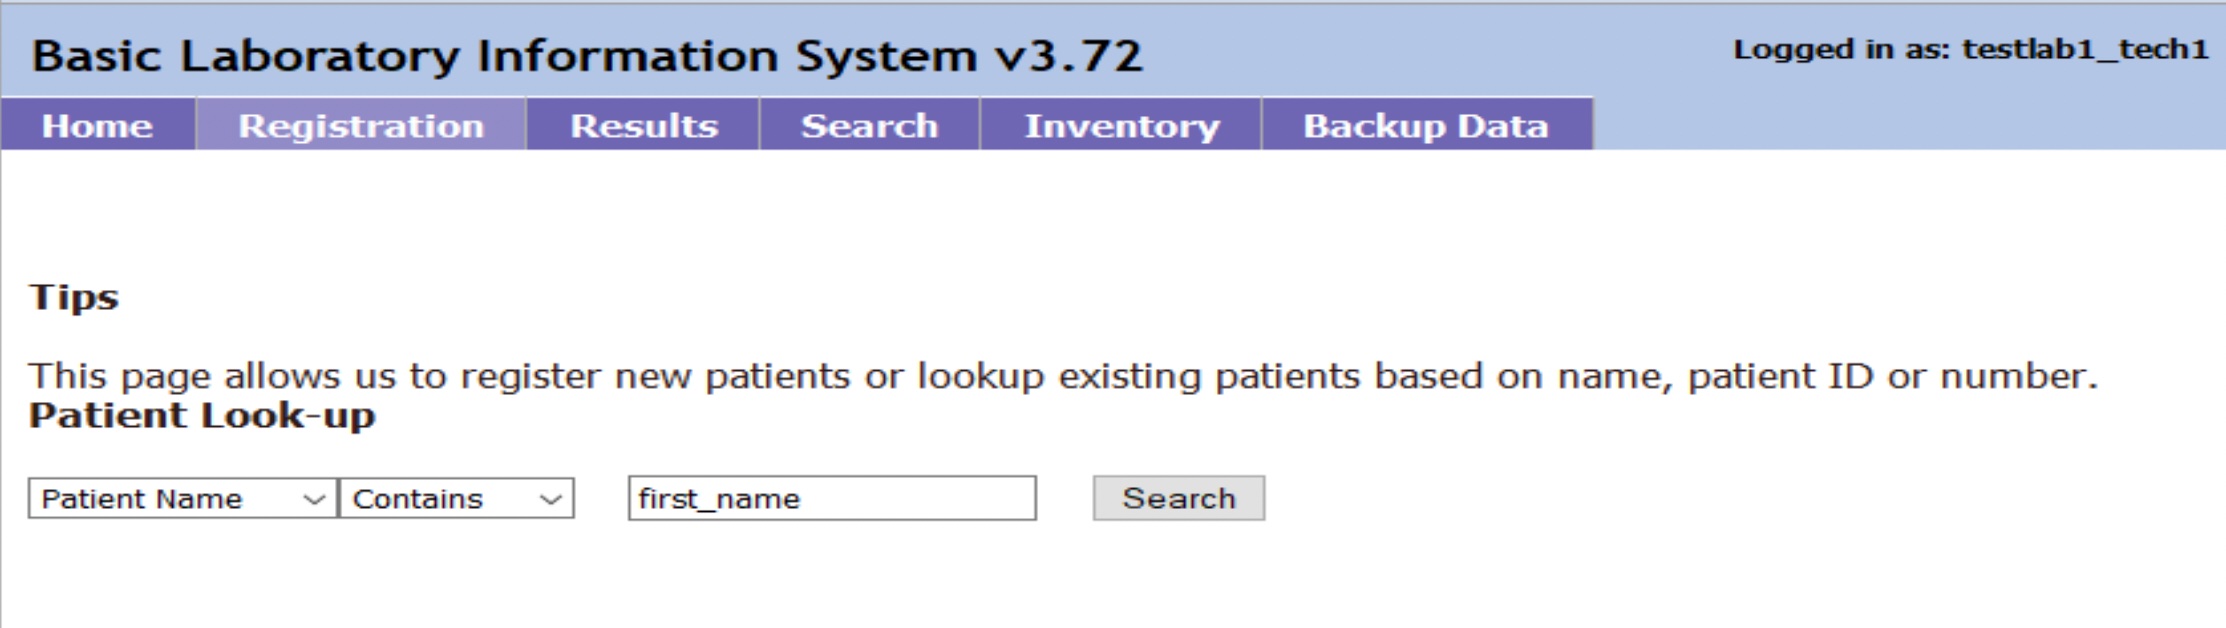 Basic Laboratory Information System v3.72
Logged in as: testlab1_tech1
Home Registration Results Search Inventory Backup Data
Tips
This page allows us to register new patients or lookup existing patients based on name, patient ID or number.
Patient Look-up
Patient Name Contains first_name Search